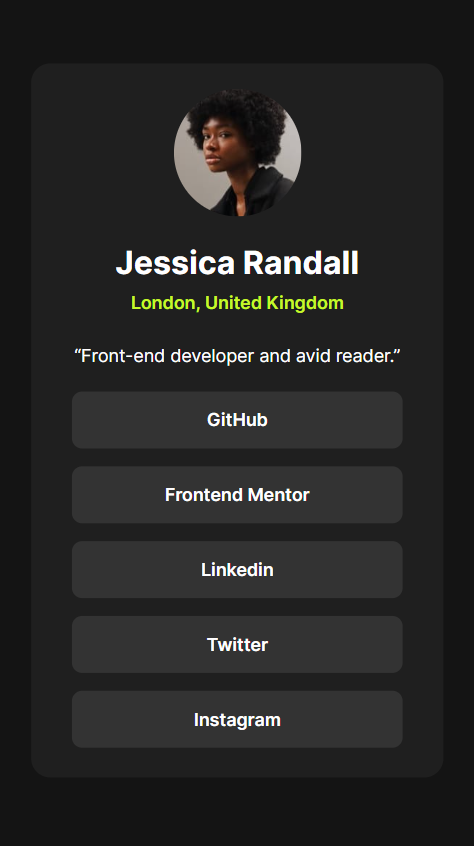 Jessica Randall
London, United Kingdom
“Front-end developer and avid reader.”
GitHub
Frontend Mentor
Linkedin
Twitter
Instagram